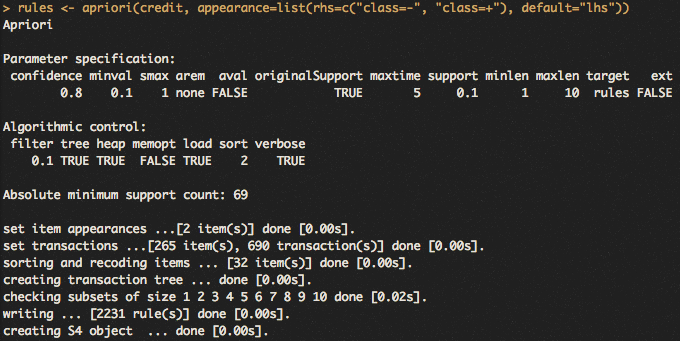 > rules <- apriori(credit, appearance=list(rhs=c("class=-", "class=+"), default="lhs"))
Apriori
Parameter specification:
confidence minval smax arem aval originalSupport maxtime support minlen maxlen target ext
0.8 0.1 1 none FALSE TRUE 5 0.1 1 10 rules FALSE
Algorithmic control:
filter tree heap memopt load sort verbose
0.1 TRUE TRUE FALSE TRUE 2 TRUE
Absolute minimum support count: 69
set item appearances ...[2 item(s)] done [0.00s].
set transactions ...[265 item(s), 690 transaction(s)] done [0.00s].
sorting and recoding items ... [32 item(s)] done [0.00s].
creating transaction tree ... done [0.00s].
checking subsets of size 1 2 3 4 5 6 7 8 9 10 done [0.02s].
writing ... [2231 rule(s)] done [0.00s].
creating S4 object  ... done [0.00s].